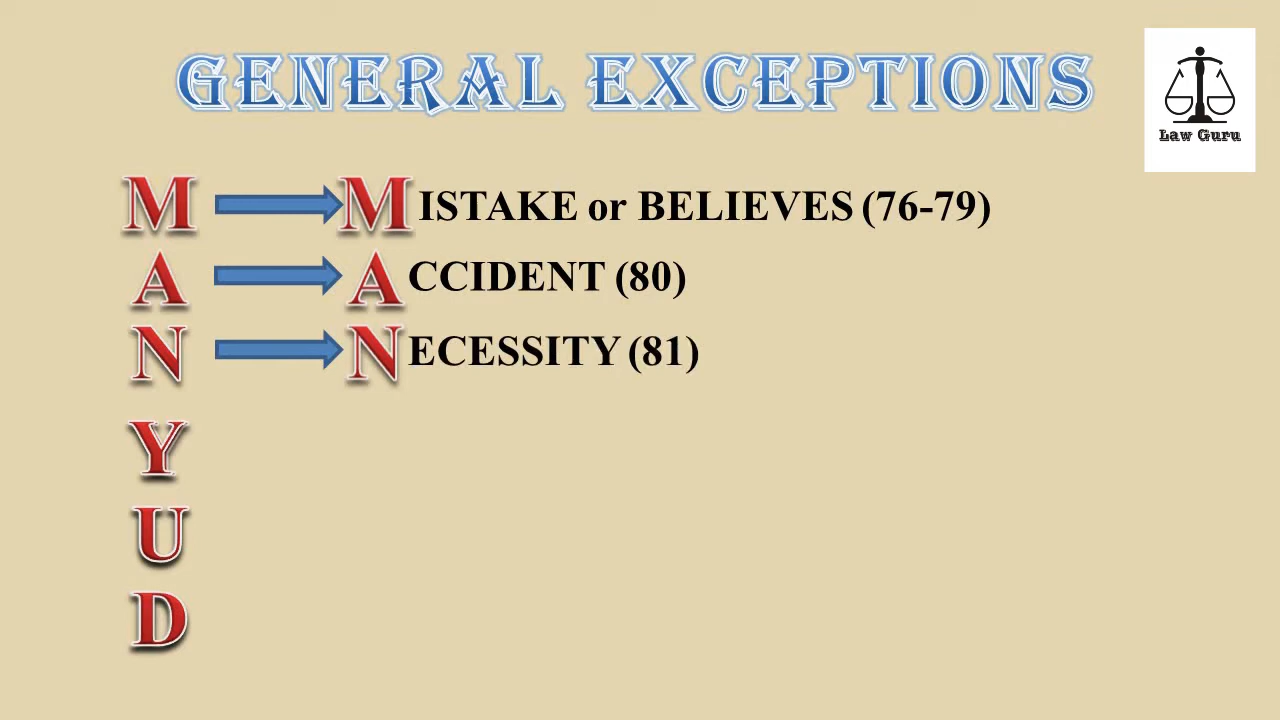 GENERAL EXCEPTIONS
Law Guru
M MISTAKE or BELIEVES (76-79)
A ACCIDENT (80)
N NECESSITY (81)
Y
U
D